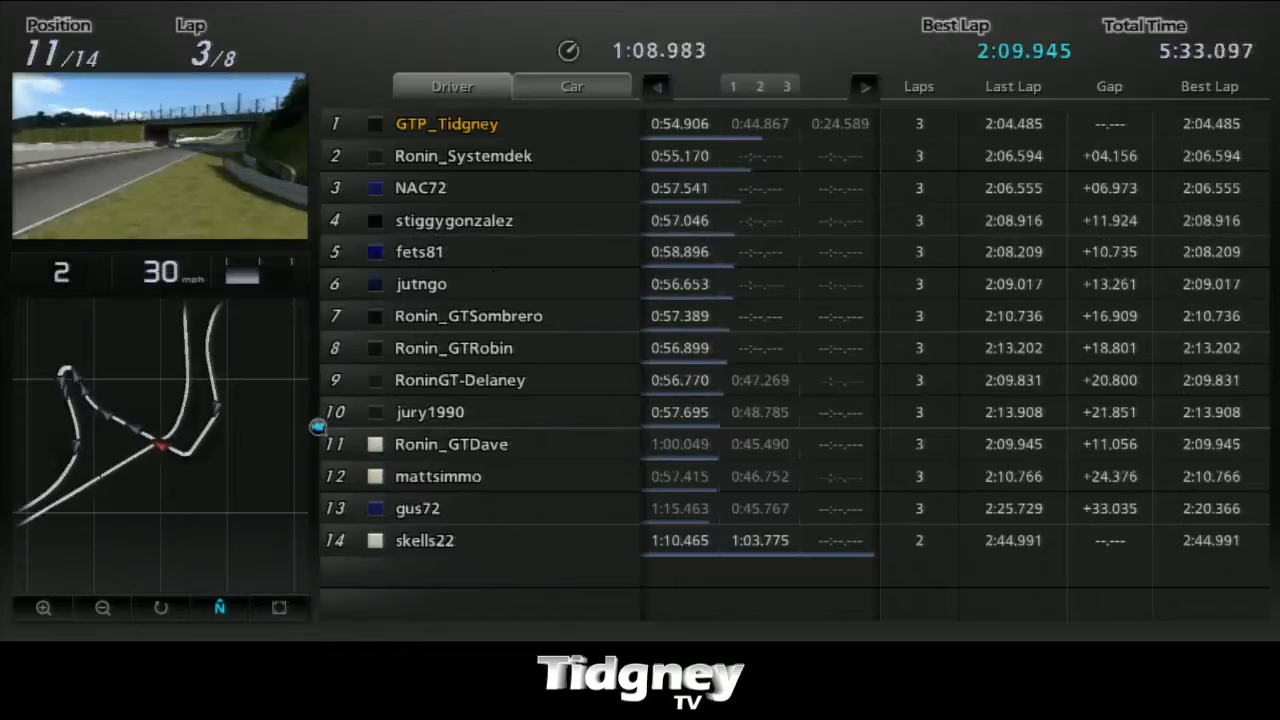 Position Lap Best Lap Total Time
11/14 3/8 1:08.983 2:09.945 5:33.097
Driver Car 1 2 3 Laps Last Lap Gap Best Lap
1 GTP_Tidgney 0:54.906 0:44.867 0:24.589 3 2:04.485 --.--- 2:04.485
2 Ronin_Systemdek 0:55.170 --:--.--- --:--.--- 3 2:06.594 +04.156 2:06.594
3 NAC72 0:57.541 --:--.--- --:--.--- 3 2:06.555 +06.973 2:06.555
4 stiggygonzalez 0:57.046 --:--.--- --:--.--- 3 2:08.916 +11.924 2:08.916
5 fets81 0:58.896 --:--.--- --:--.--- 3 2:08.209 +10.735 2:08.209
2 30 mph
6 jutngo 0:56.653 --:--.--- --:--.--- 3 2:09.017 +13.261 2:09.017
7 Ronin_GTSombrero 0:57.389 --:--.--- --:--.--- 3 2:10.736 +16.909 2:10.736
8 Ronin_GTRobin 0:56.899 --:--.--- --:--.--- 3 2:13.202 +18.801 2:13.202
9 RoninGT-Delaney 0:56.770 0:47.269 --:--.--- 3 2:09.831 +20.800 2:09.831
10 jury1990 0:57.695 0:48.785 --:--.--- 3 2:13.908 +21.851 2:13.908
11 Ronin_GTDave 1:00.049 0:45.490 --:--.--- 3 2:09.945 +11.056 2:09.945
12 mattsimmo 0:57.415 0:46.752 --:--.--- 3 2:10.766 +24.376 2:10.766
13 gus72 1:15.463 0:45.767 --:--.--- 3 2:25.729 +33.035 2:20.366
14 skells22 1:10.465 1:03.775 --:--.--- 2 2:44.991 --.--- 2:44.991
N
Tidgney
TV